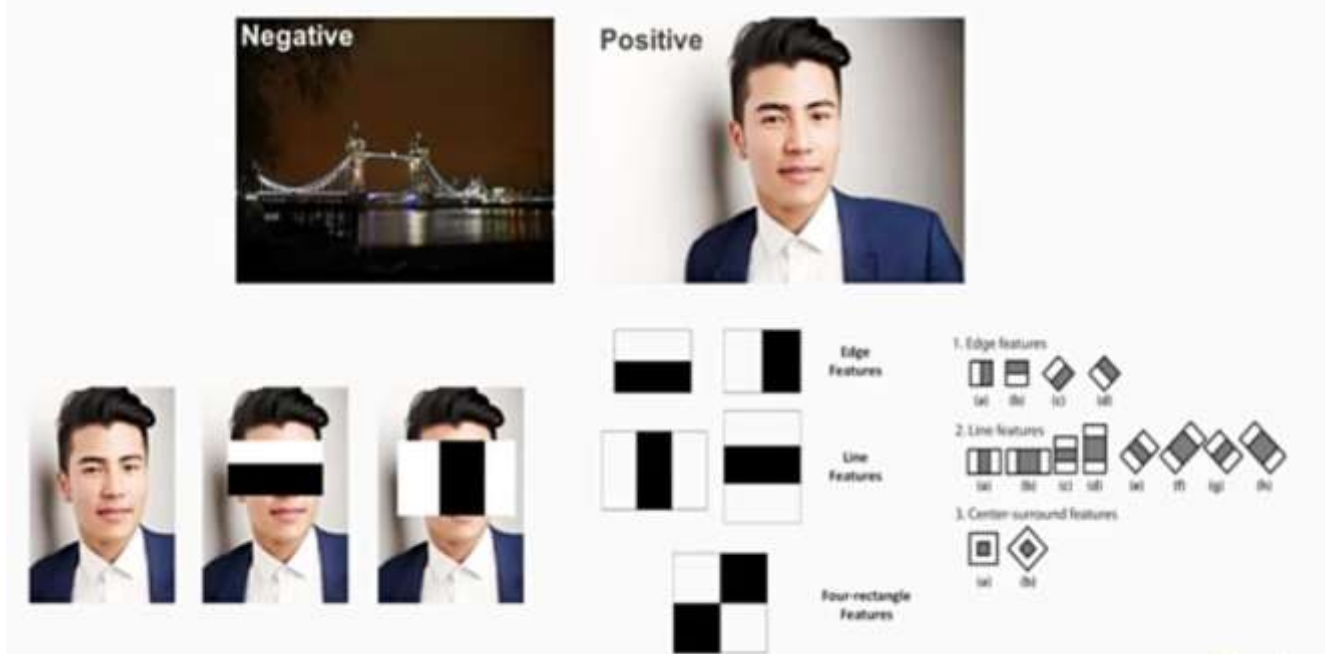 Negative
Positive
Edge
Features
Line
Features
Four-rectangle
Features
1. Edge features
(a) (b) (c) (d)
2. Line features
(a) (b) (c) (d) (e) (f) (g) (h)
3. Center-surround features
(a) (b)